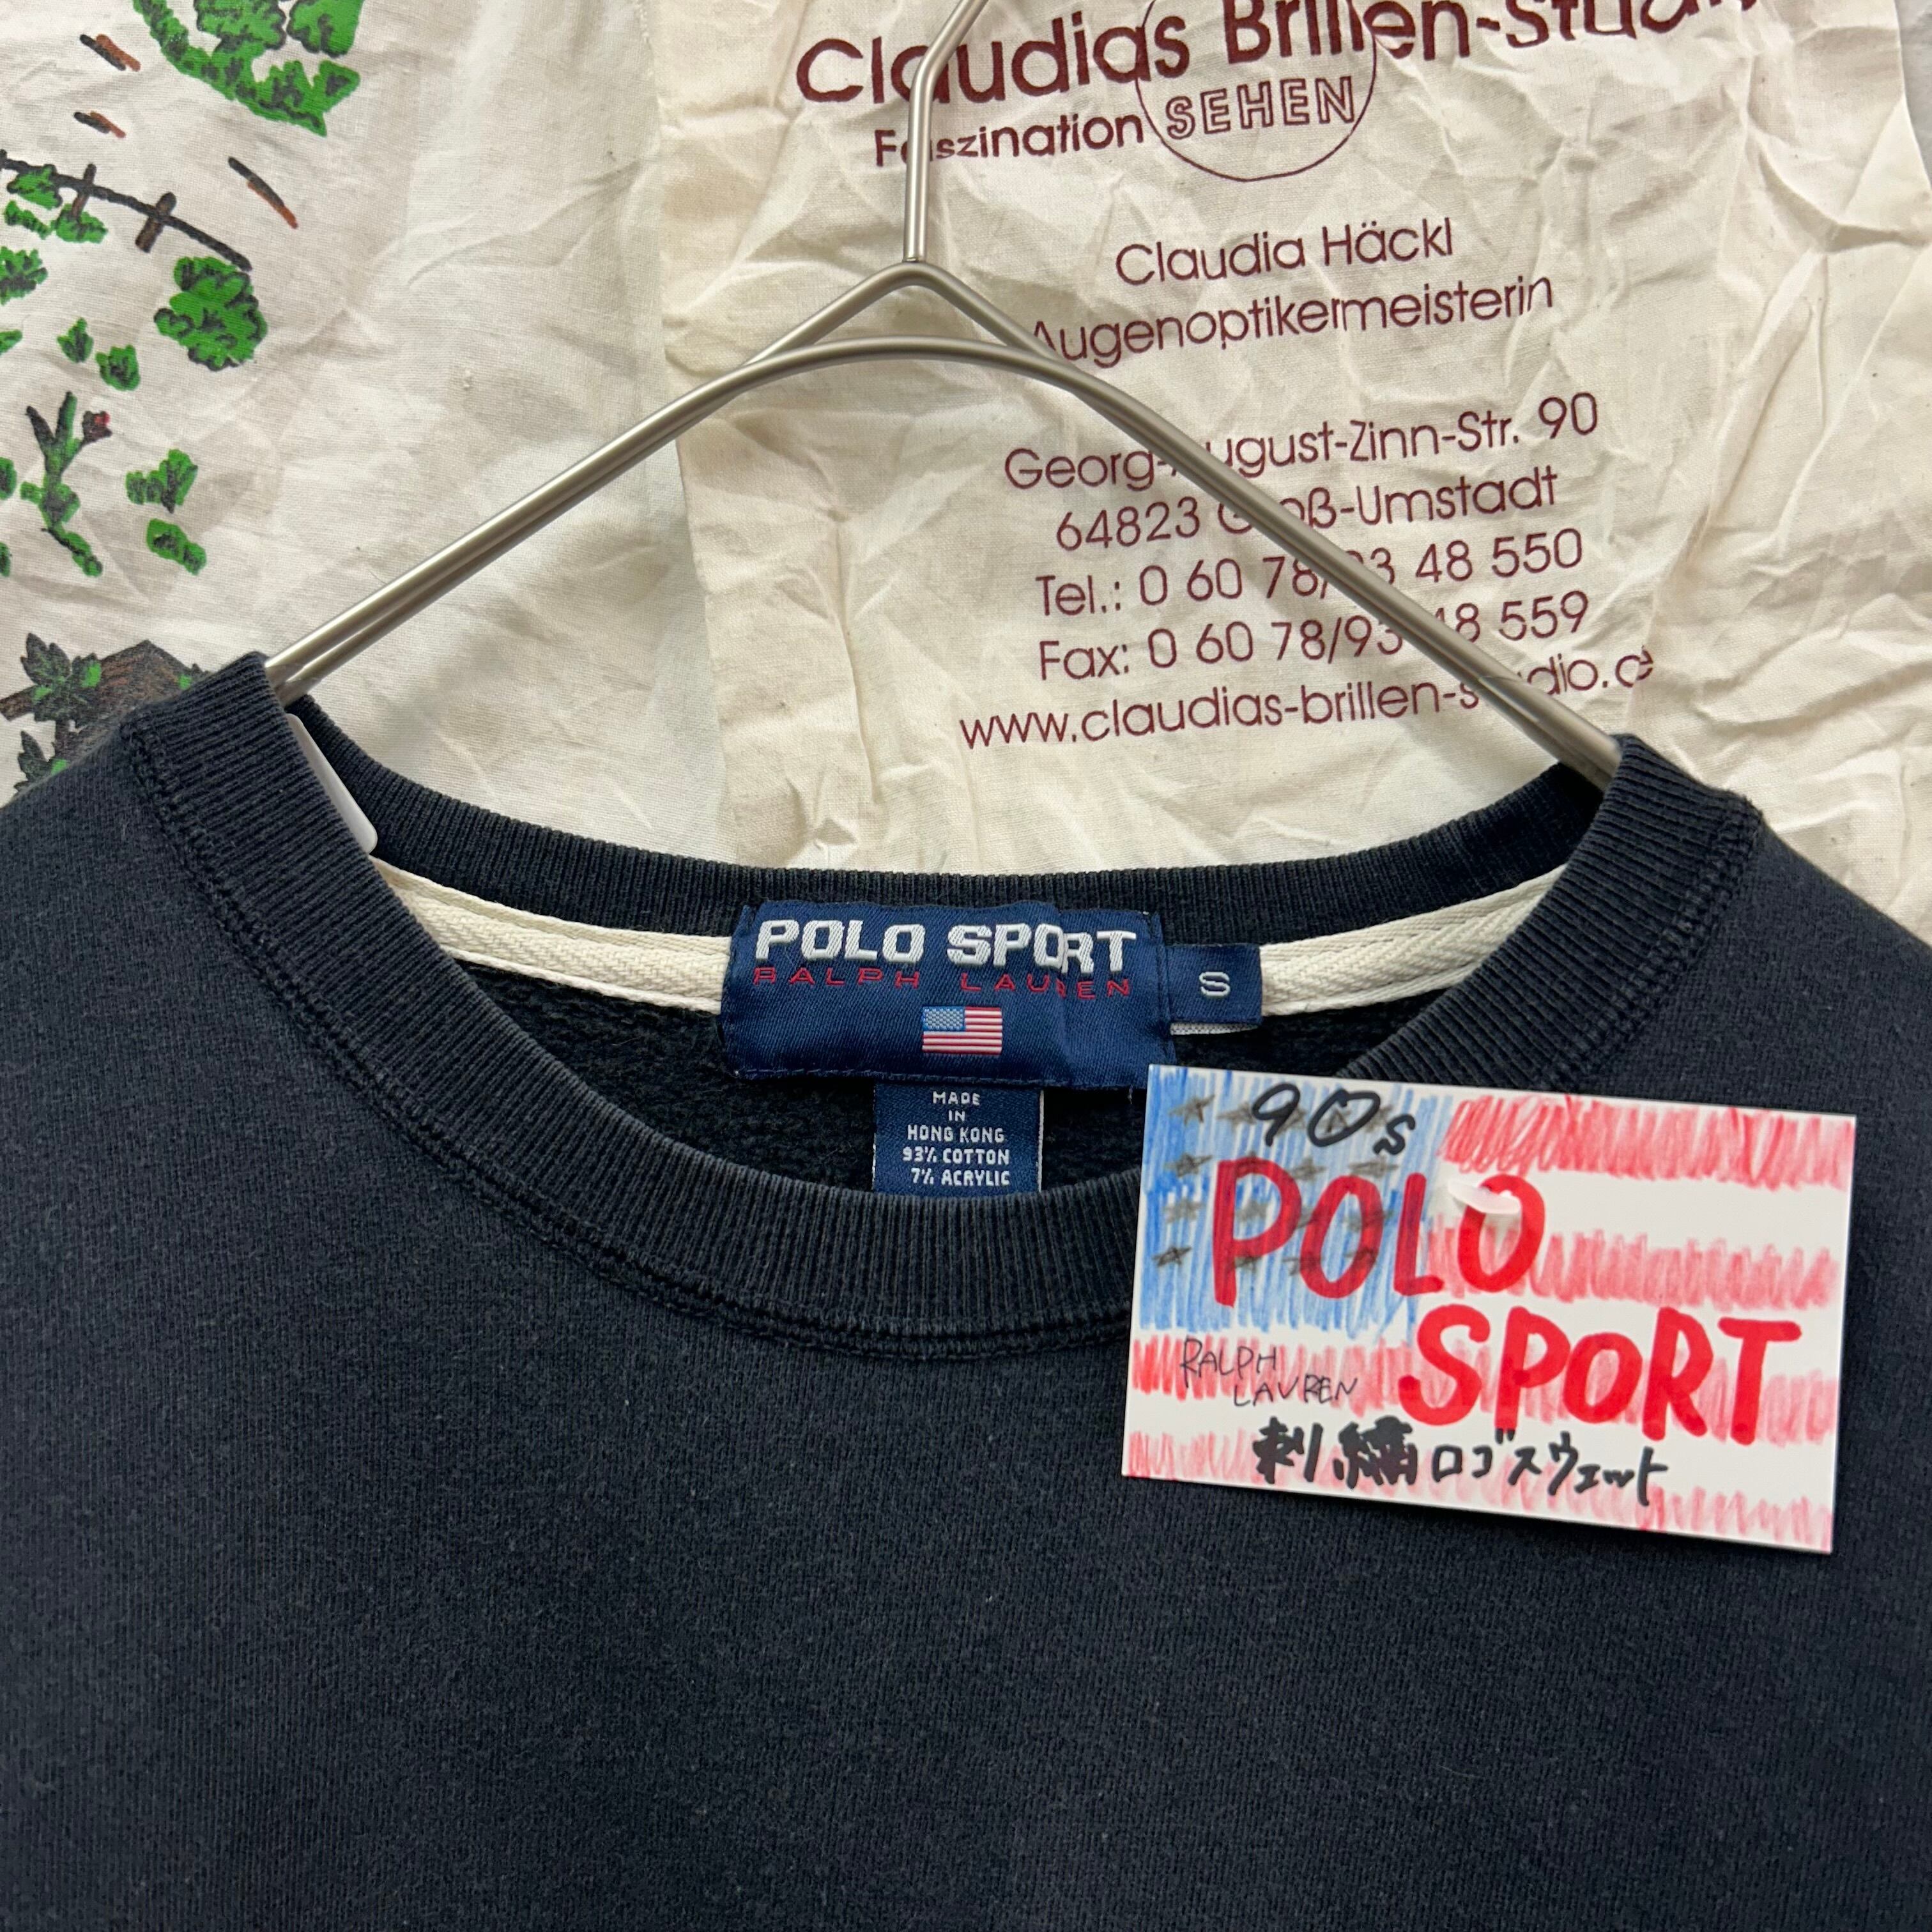 Claudias Brillen-Studio
Faszination SEHEN
Claudia Häckl
Augenoptikermeisterin
Georg-August-Zinn-Str. 90
64823 Groß-Umstadt
Tel.: 0 60 78/93 48 550
Fax: 0 60 78/93 48 559
www.claudias-brillen-studio.de
POLO SPORT
RALPH LAUREN
S
MADE
IN
HONG KONG
93% COTTON
7% ACRYLIC
90s
POLO
SPORT
RALPH
LAUREN
刺繍ロゴスウェット